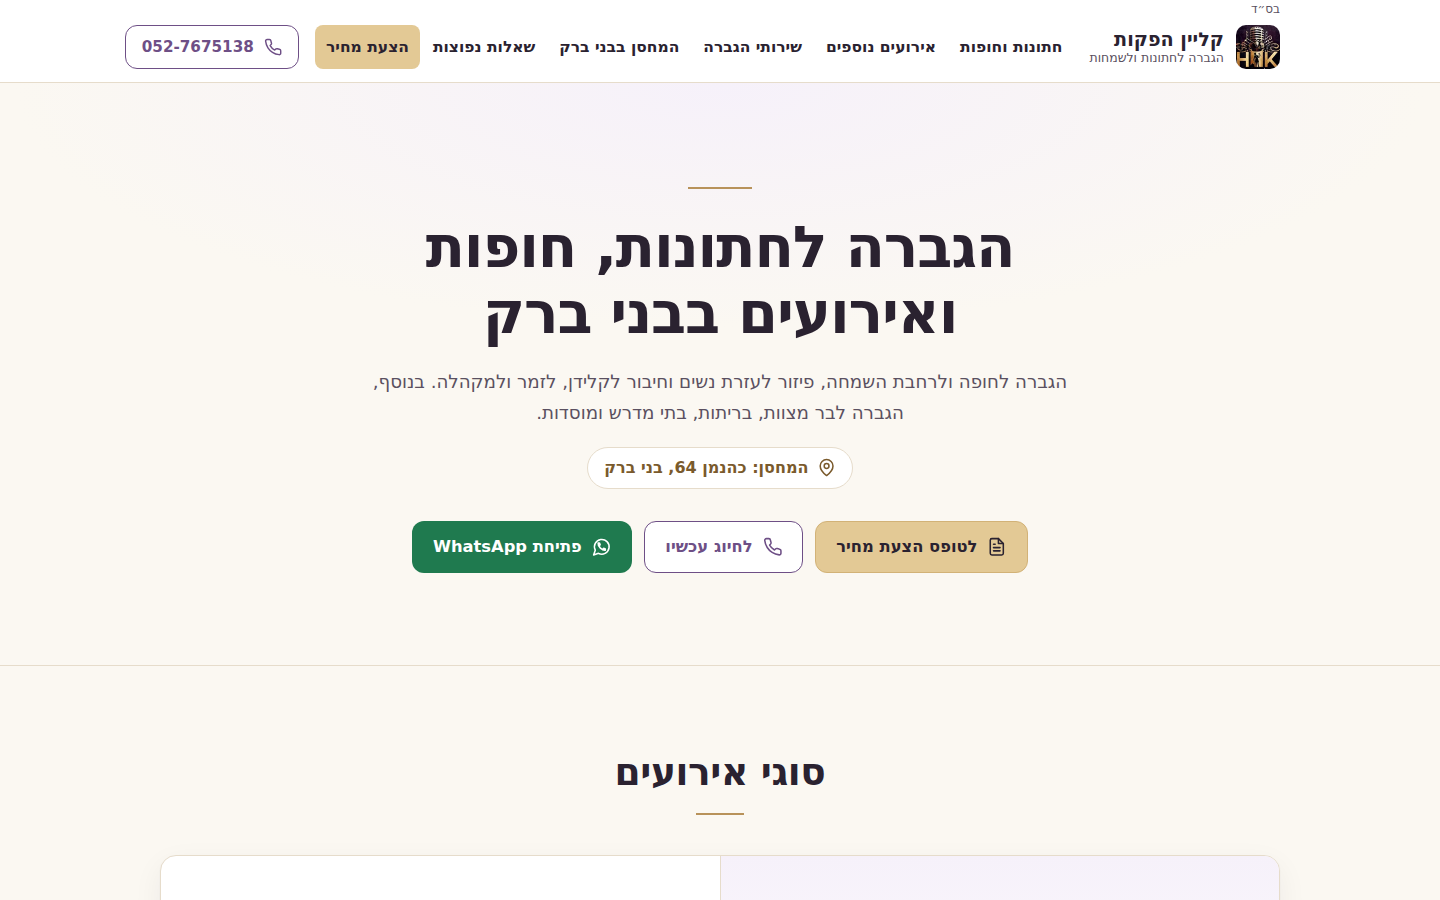 בס״ד
קליין הפקות
הגברה לחתונות ולשמחות
חתונות וחופות
אירועים נוספים
שירותי הגברה
המחסן בבני ברק
שאלות נפוצות
הצעת מחיר
052-7675138
הגברה לחתונות, חופות
ואירועים בבני ברק
הגברה לחופה ולרחבת השמחה, פיזור לעזרת נשים וחיבור לקלידן, לזמר ולמקהלה. בנוסף,
הגברה לבר מצוות, בריתות, בתי מדרש ומוסדות.
המחסן: כהנמן 64, בני ברק
לטופס הצעת מחיר
לחיוג עכשיו
פתיחת WhatsApp
סוגי אירועים